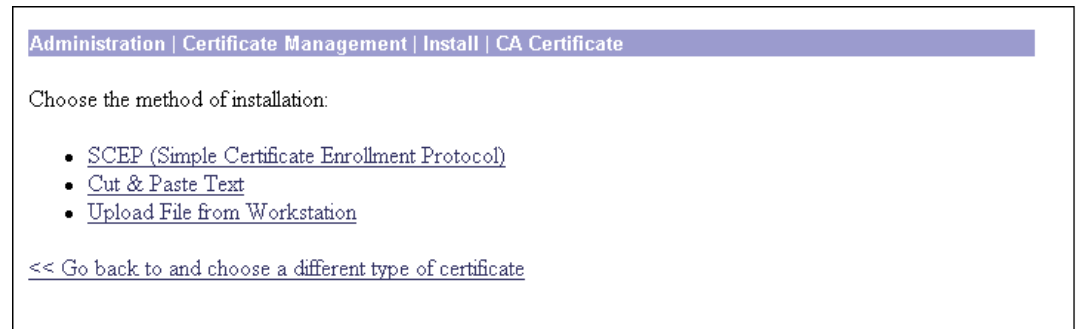 Administration | Certificate Management | Install | CA Certificate
Choose the method of installation:
• SCEP (Simple Certificate Enrollment Protocol)
• Cut & Paste Text
• Upload File from Workstation
<< Go back to and choose a different type of certificate